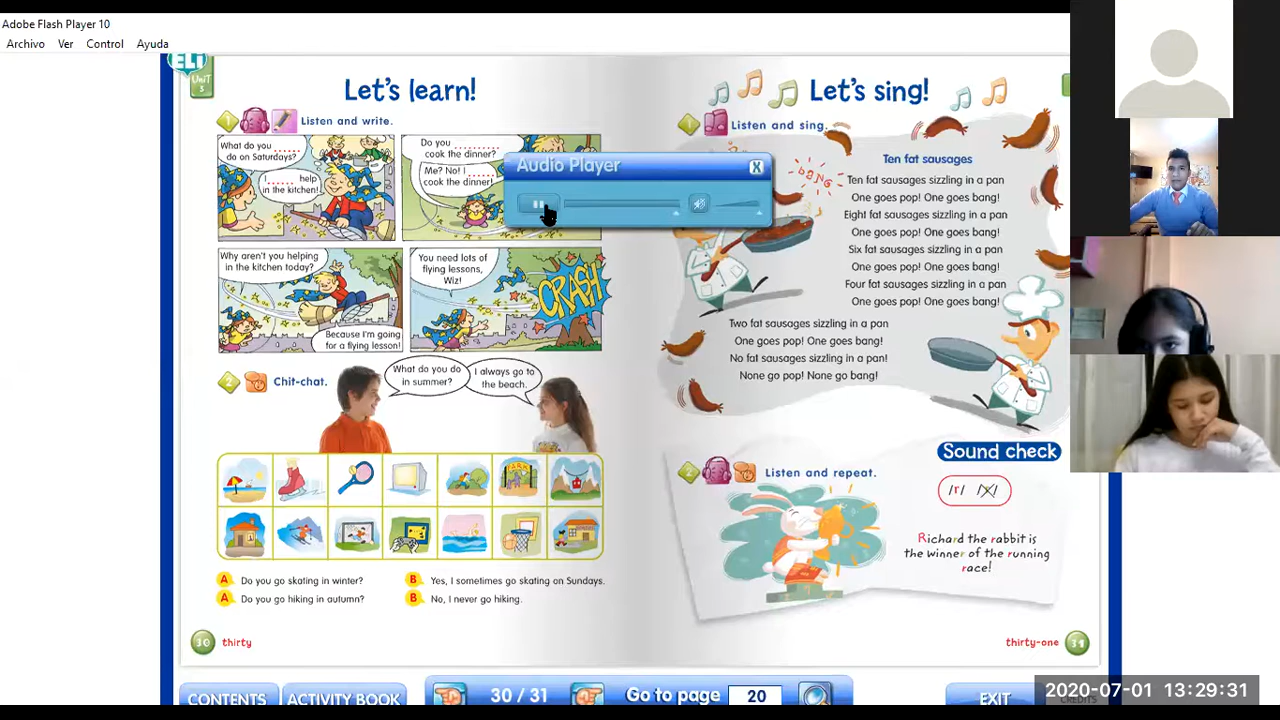 Adobe Flash Player 10
Archivo Ver Control Ayuda
ELi
UNIT
Let's learn!
1 Listen and write.
What do you ......
do on Saturdays?
...... help
in the kitchen!
Do you .........
cook the dinner?
Me? No! I ......
cook the dinner!
Why aren't you helping
in the kitchen today?
Because I'm going
for a flying lesson!
You need lots of
flying lessons,
Wiz!
CRASH
2 Chit-chat.
What do you do
in summer?
I always go to
the beach.
A Do you go skating in winter? B Yes, I sometimes go skating on Sundays.
A Do you go hiking in autumn? B No, I never go hiking.
30 thirty
Audio Player
X
Let's sing!
1 Listen and sing.
bang
Ten fat sausages
Ten fat sausages sizzling in a pan
One goes pop! One goes bang!
Eight fat sausages sizzling in a pan
One goes pop! One goes bang!
Six fat sausages sizzling in a pan
One goes pop! One goes bang!
Four fat sausages sizzling in a pan
One goes pop! One goes bang!
Two fat sausages sizzling in a pan
One goes pop! One goes bang!
No fat sausages sizzling in a pan!
None go pop! None go bang!
Sound check
2 Listen and repeat.
/r/
Richard the rabbit is
the winner of the running
race!
thirty-one 31
CONTENTS ACTIVITY BOOK 30 / 31 Go to page 20 EXIT CREDITS
2020-07-01 13:29:31